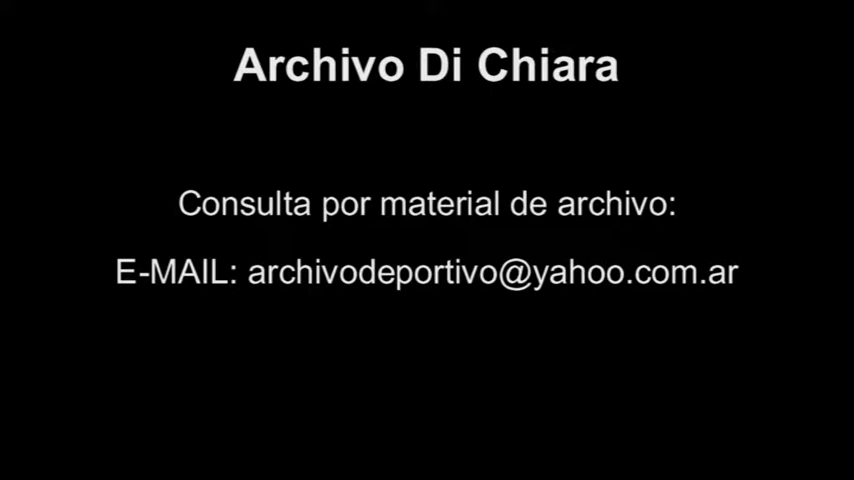 Archivo Di Chiara
Consulta por material de archivo:
E-MAIL: archivodeportivo@yahoo.com.ar